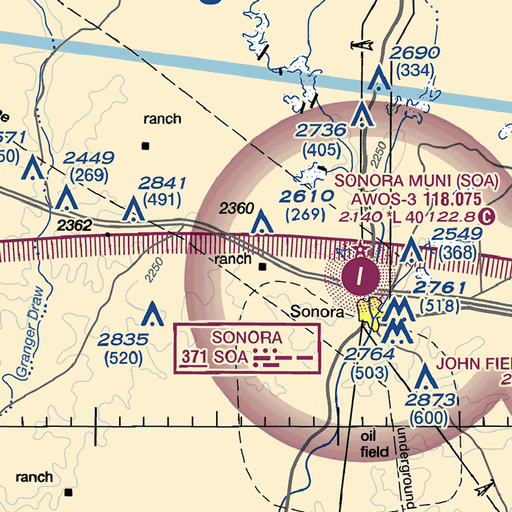 2690
(334)
2250
ranch
2736
(405)
571
50)
2449
(269)
2841
(491)
2362
2360
2610
(269)
SONORA MUNI (SOA)
AWOS-3 118.075
2140 *L 40 122.8 C
2549
(368)
ranch
2250
2761
(518)
Granger Draw
2835
(520)
Sonora
SONORA
371 SOA
2764
(503)
JOHN FIE
2
2873
(600)
oil
field
underground
ranch